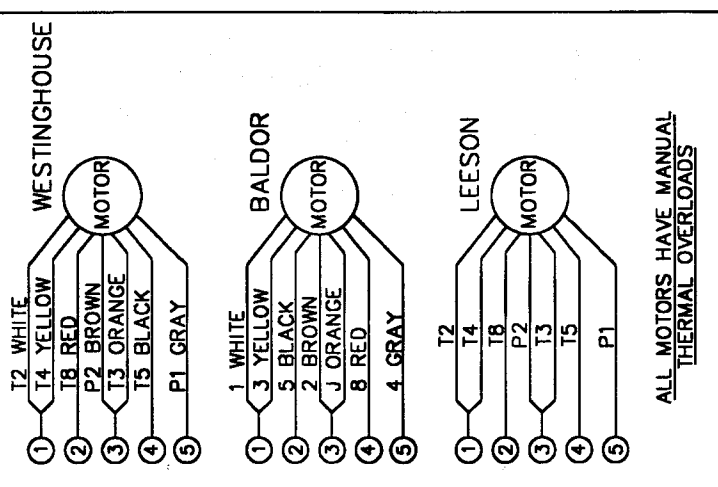 WESTINGHOUSE
MOTOR
T2 WHITE
T4 YELLOW
T8 RED
P2 BROWN
T3 ORANGE
T5 BLACK
P1 GRAY
1
2
3
4
5
BALDOR
MOTOR
1 WHITE
3 YELLOW
5 BLACK
2 BROWN
J ORANGE
8 RED
4 GRAY
1
2
3
4
5
LEESON
MOTOR
T2
T4
T8
P2
T3
T5
P1
1
2
3
4
5
ALL MOTORS HAVE MANUAL
THERMAL OVERLOADS